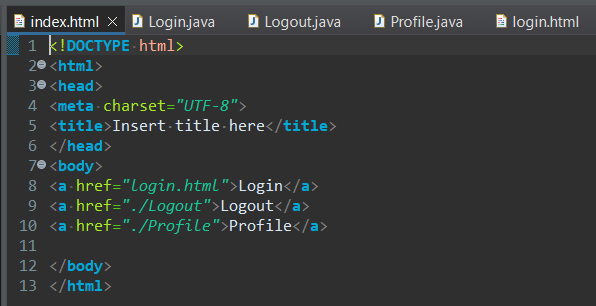 index.html Login.java Logout.java Profile.java login.html
1 <!DOCTYPE html>
2 <html>
3 <head>
4 <meta charset="UTF-8">
5 <title>Insert title here</title>
6 </head>
7 <body>
8 <a href="login.html">Login</a>
9 <a href="./Logout">Logout</a>
10 <a href="./Profile">Profile</a>
11
12 </body>
13 </html>